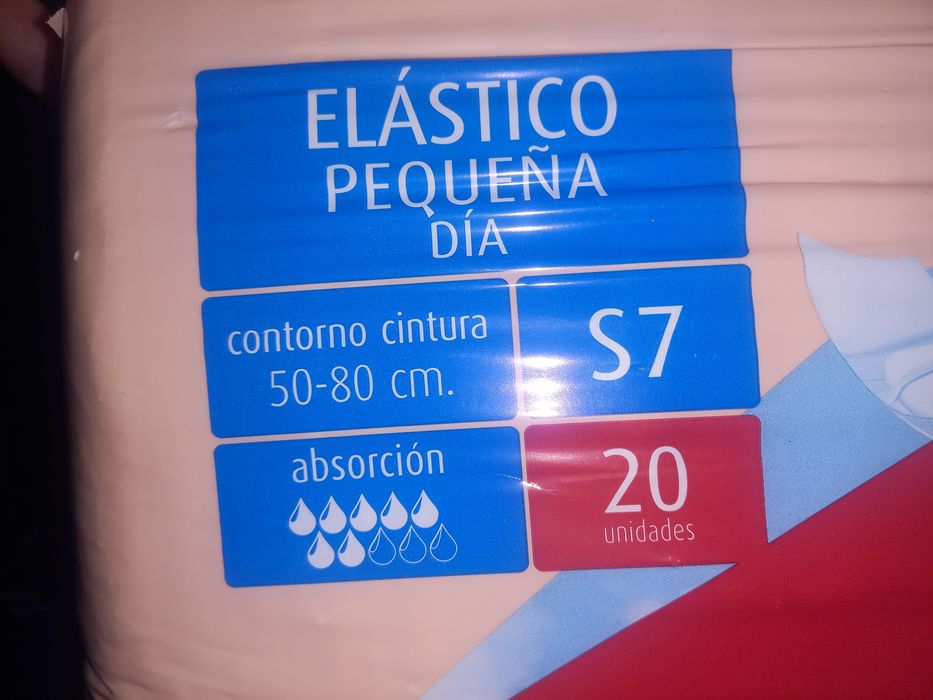 ELÁSTICO
PEQUEÑA
DÍA
contorno cintura
50-80 cm.
S7
absorción
20
unidades